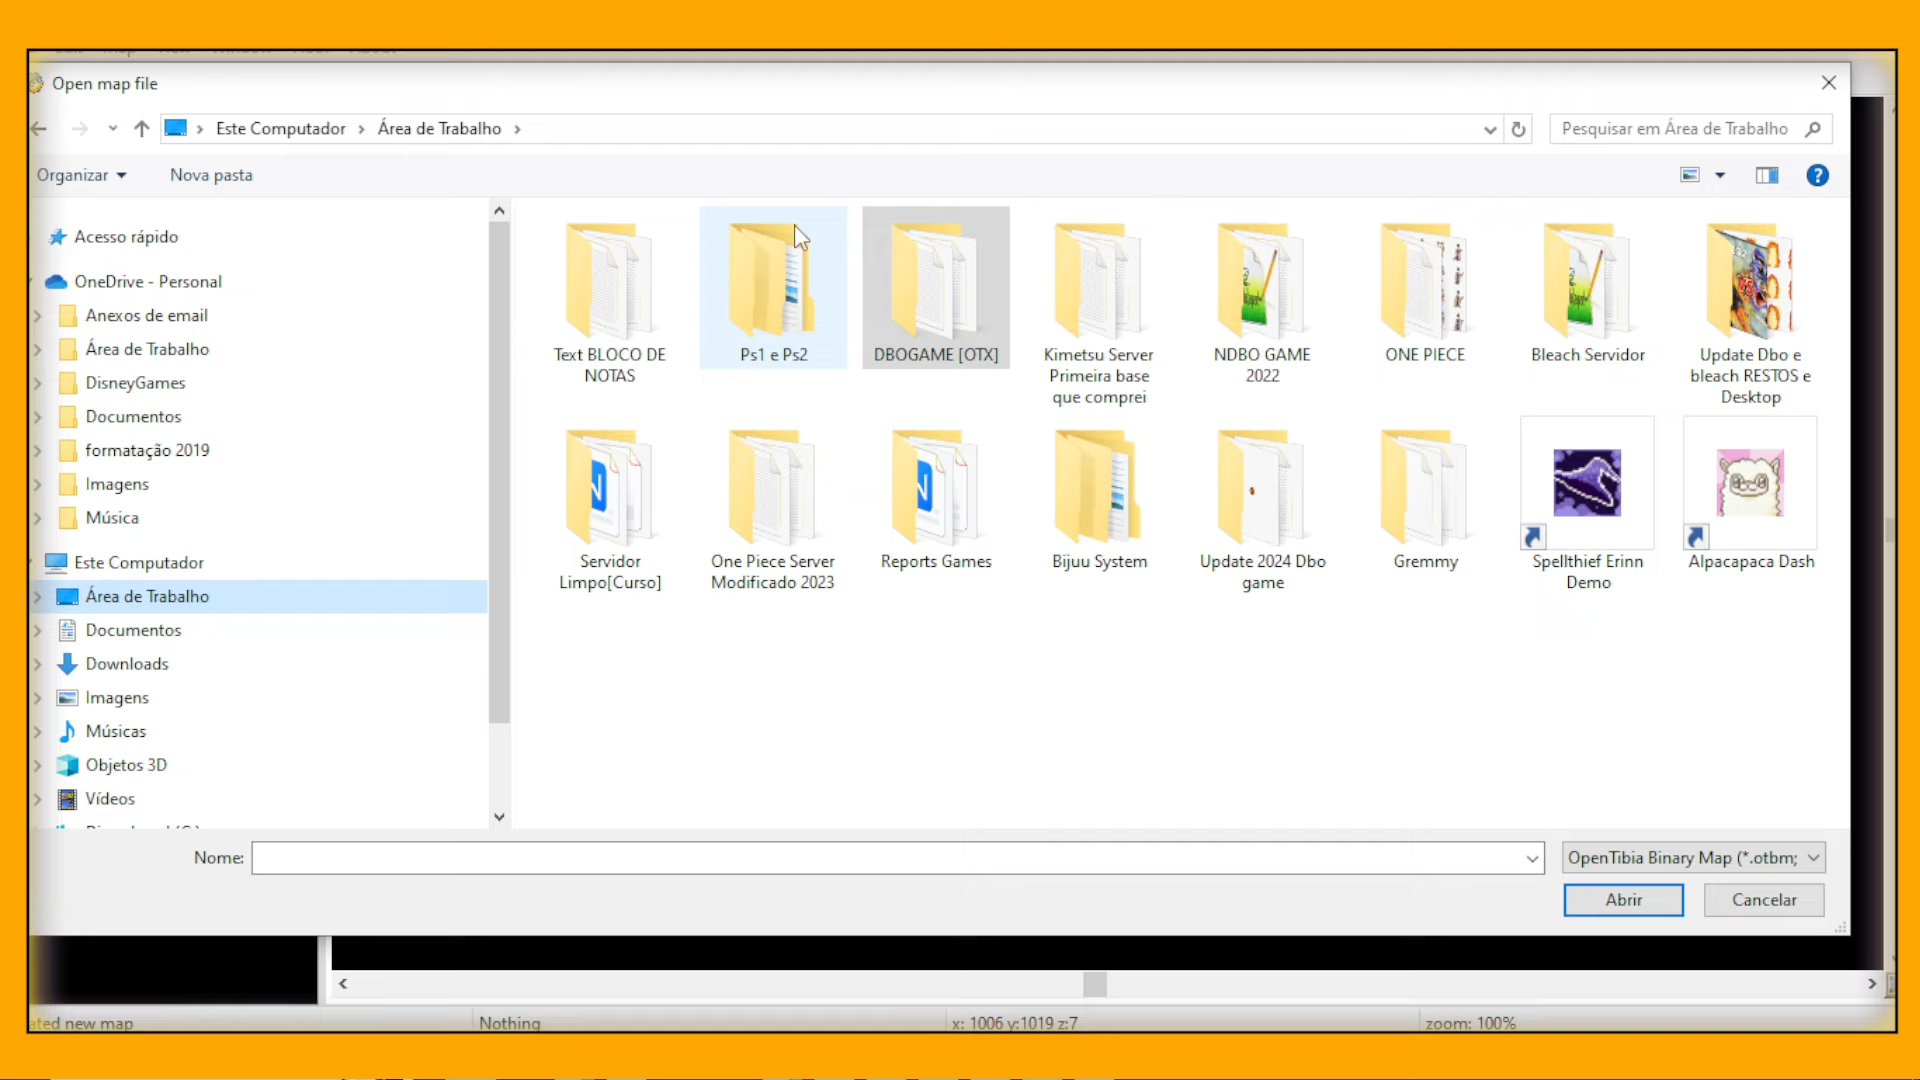 Open map file
Este Computador
Área de Trabalho
Pesquisar em Área de Trabalho
Organizar
Nova pasta
Acesso rápido
OneDrive - Personal
Anexos de email
Área de Trabalho
DisneyGames
Documentos
formatação 2019
Imagens
Música
Este Computador
Área de Trabalho
Documentos
Downloads
Imagens
Músicas
Objetos 3D
Vídeos
Text BLOCO DE
NOTAS
Ps1 e Ps2
DBOGAME [OTX]
Kimetsu Server
Primeira base
que comprei
NDBO GAME
2022
ONE PIECE
Bleach Servidor
Update Dbo e
bleach RESTOS e
Desktop
Servidor
Limpo[Curso]
One Piece Server
Modificado 2023
Reports Games
Bijuu System
Update 2024 Dbo
game
Gremmy
Spellthief Erinn
Demo
Alpacapaca Dash
Nome:
OpenTibia Binary Map (*.otbm;
Abrir
Cancelar
ated new map
Nothing
x: 1006 y:1019 z:7
zoom: 100%